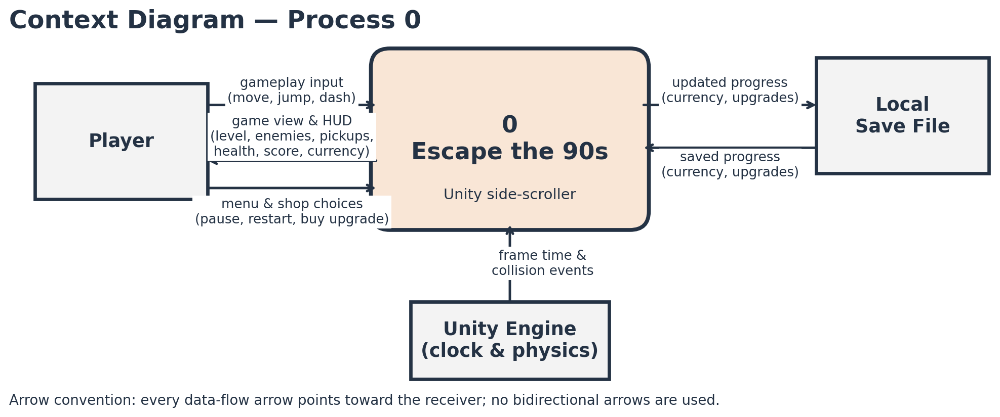 Context Diagram — Process 0
gameplay input
(move, jump, dash)
updated progress
(currency, upgrades)
Player
game view & HUD
(level, enemies, pickups,
health, score, currency)
0
Escape the 90s
Unity side-scroller
Local
Save File
saved progress
(currency, upgrades)
menu & shop choices
(pause, restart, buy upgrade)
frame time &
collision events
Unity Engine
(clock & physics)
Arrow convention: every data-flow arrow points toward the receiver; no bidirectional arrows are used.